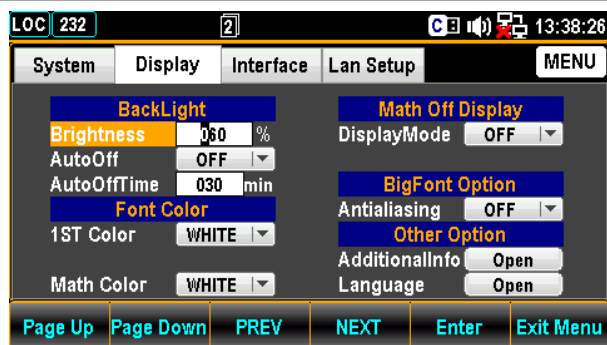 LOC 232 2 C 13:38:26
System Display Interface Lan Setup MENU
BackLight
Brightness 060 %
AutoOff OFF
AutoOffTime 030 min
Font Color
1ST Color WHITE
Math Color WHITE
Math Off Display
DisplayMode OFF
BigFont Option
Antialiasing OFF
Other Option
AdditionalInfo Open
Language Open
Page Up Page Down PREV NEXT Enter Exit Menu